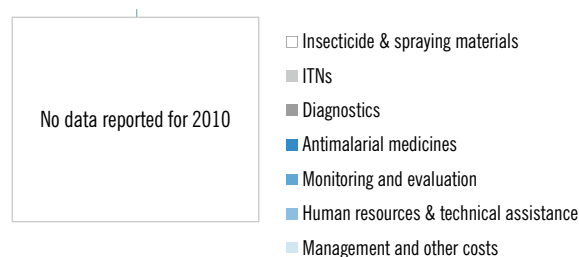 No data reported for 2010
Insecticide & spraying materials
ITNs
Diagnostics
Antimalarial medicines
Monitoring and evaluation
Human resources & technical assistance
Management and other costs